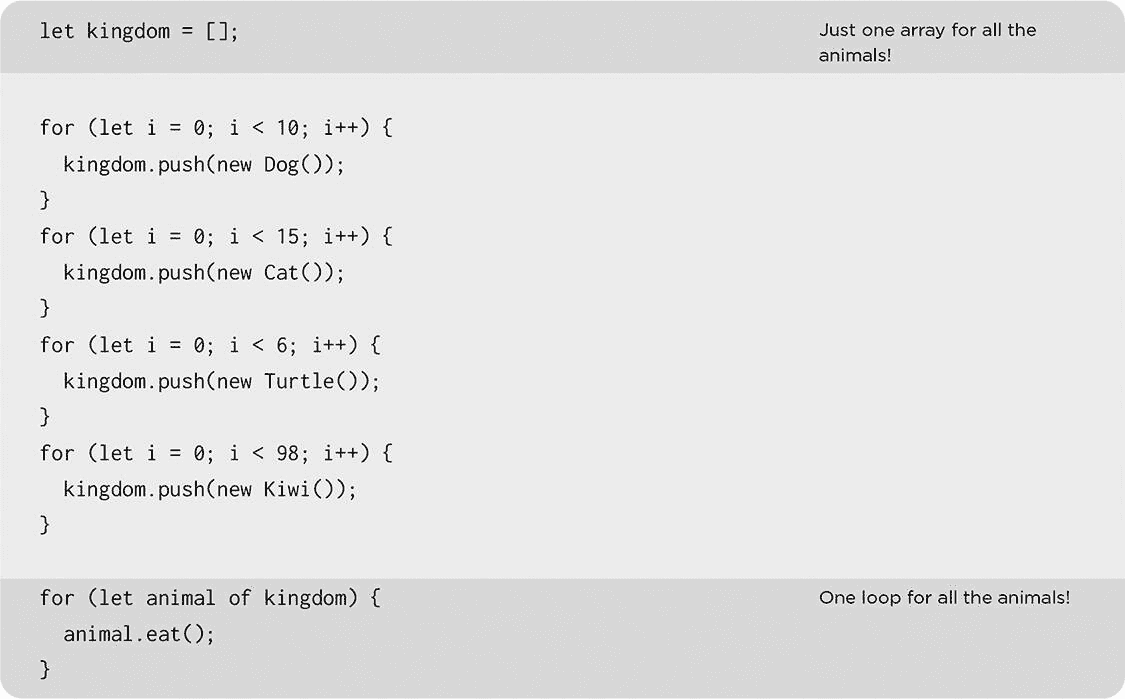 let kingdom = [];
Just one array for all the
animals!
for (let i = 0; i < 10; i++) {
  kingdom.push(new Dog());
}
for (let i = 0; i < 15; i++) {
  kingdom.push(new Cat());
}
for (let i = 0; i < 6; i++) {
  kingdom.push(new Turtle());
}
for (let i = 0; i < 98; i++) {
  kingdom.push(new Kiwi());
}
for (let animal of kingdom) {
One loop for all the animals!
  animal.eat();
}